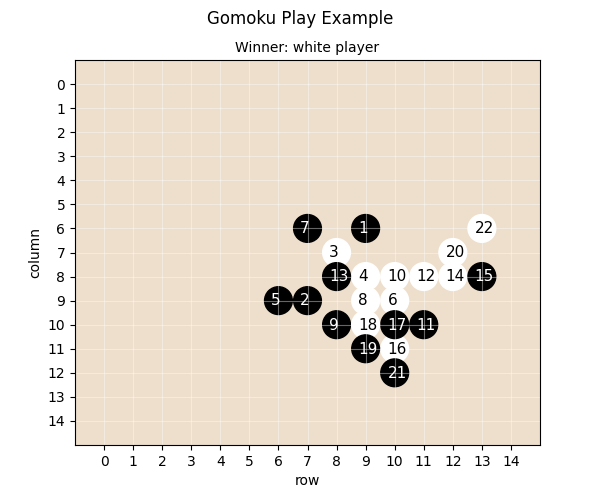 Gomoku Play Example
Winner: white player
0
1
2
3
4
5
6 7 1 22
7 3 20
8 13 4 10 12 14 15
9 5 2 8 6
10 9 18 17 11
11 19 16
12 21
13
14
0 1 2 3 4 5 6 7 8 9 10 11 12 13 14
row
column